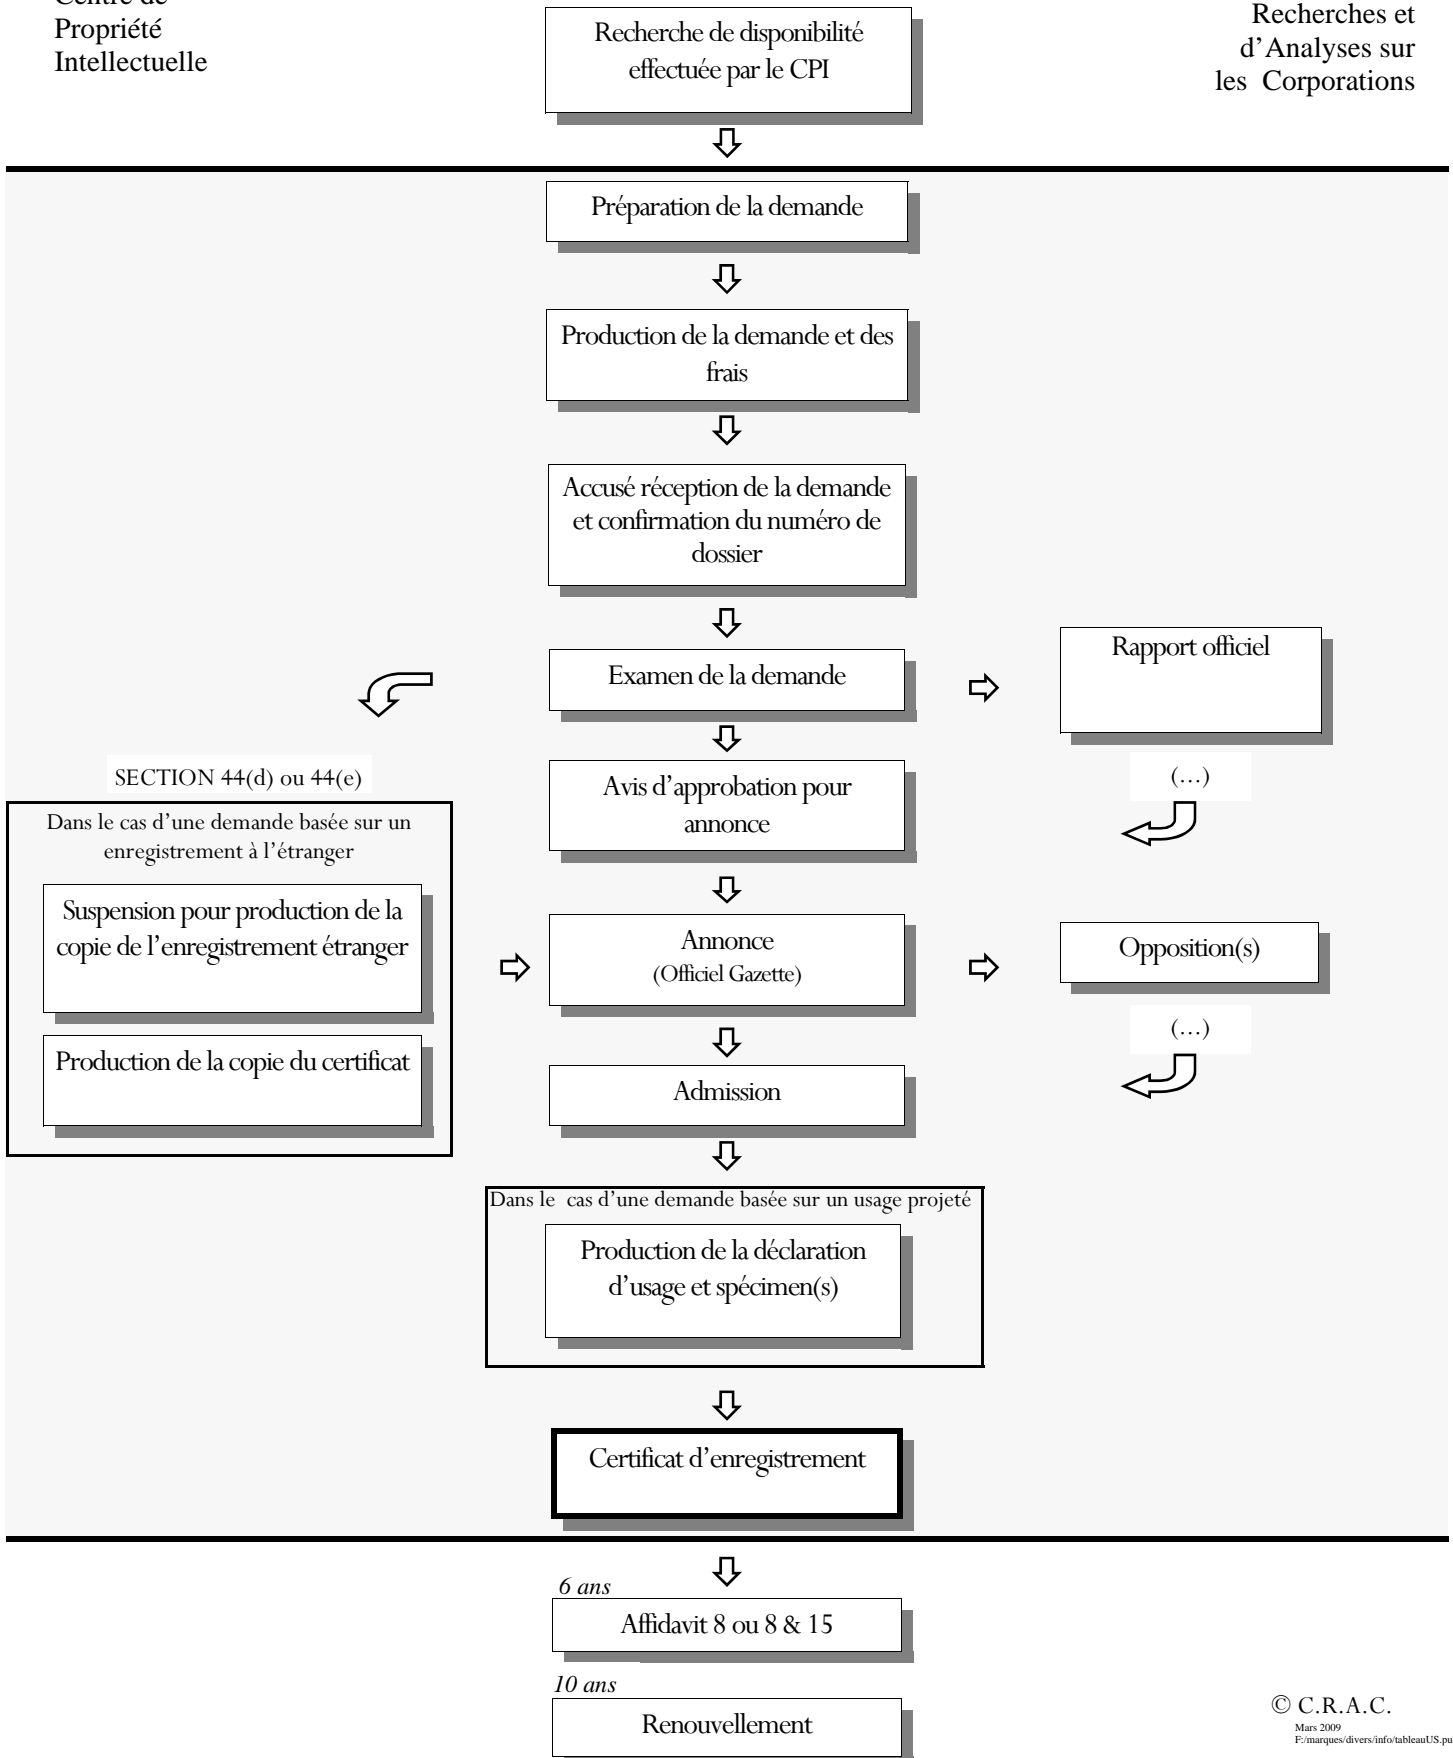 Centre de
Propriété
Intellectuelle
Recherche de disponibilité
effectuée par le CPI
Recherches et
d'Analyses sur
les Corporations
Préparation de la demande
Production de la demande et des
frais
Accusé réception de la demande
et confirmation du numéro de
dossier
Examen de la demande
Rapport officiel
(…)
SECTION 44(d) ou 44(e)
Dans le cas d'une demande basée sur un
enregistrement à l'étranger
Suspension pour production de la
copie de l'enregistrement étranger
Production de la copie du certificat
Avis d'approbation pour
annonce
Annonce
(Officiel Gazette)
Opposition(s)
(…)
Admission
Dans le cas d'une demande basée sur un usage projeté
Production de la déclaration
d'usage et spécimen(s)
Certificat d'enregistrement
6 ans
Affidavit 8 ou 8 & 15
10 ans
Renouvellement
© C.R.A.C.
Mars 2009
F:/marques/divers/info/tableauUS.pu